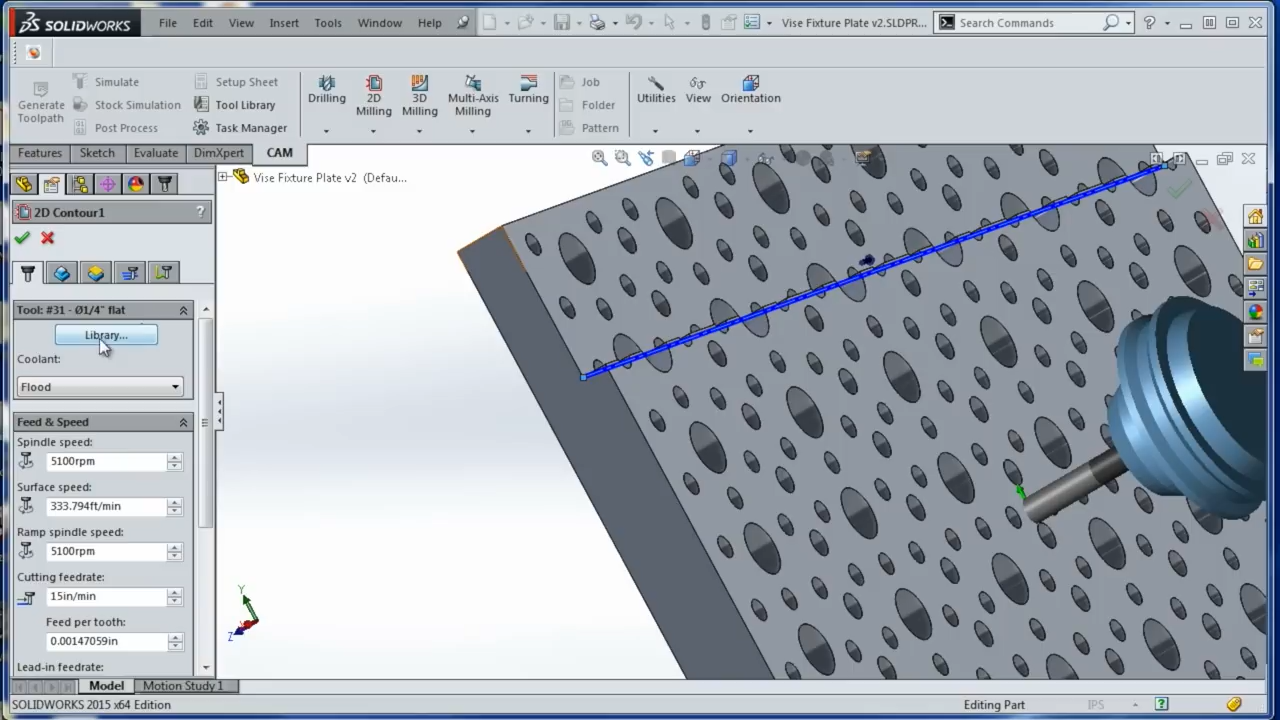 SOLIDWORKS File Edit View Insert Tools Window Help Vise Fixture Plate v2.SLDPR... Search Commands ?
Generate Toolpath
Simulate
Stock Simulation
Post Process
Setup Sheet
Tool Library
Task Manager
Drilling
2D Milling
3D Milling
Multi-Axis Milling
Turning
Job
Folder
Pattern
Utilities
View
Orientation
Features Sketch Evaluate DimXpert CAM
Vise Fixture Plate v2 (Defau...
2D Contour1 ?
Tool: #31 - Ø1/4" flat
Library...
Coolant:
Flood
Feed & Speed
Spindle speed:
5100rpm
Surface speed:
333.794ft/min
Ramp spindle speed:
5100rpm
Cutting feedrate:
15in/min
Feed per tooth:
0.00147059in
Lead-in feedrate:
Y
Z
Model Motion Study 1
SOLIDWORKS 2015 x64 Edition Editing Part IPS ?